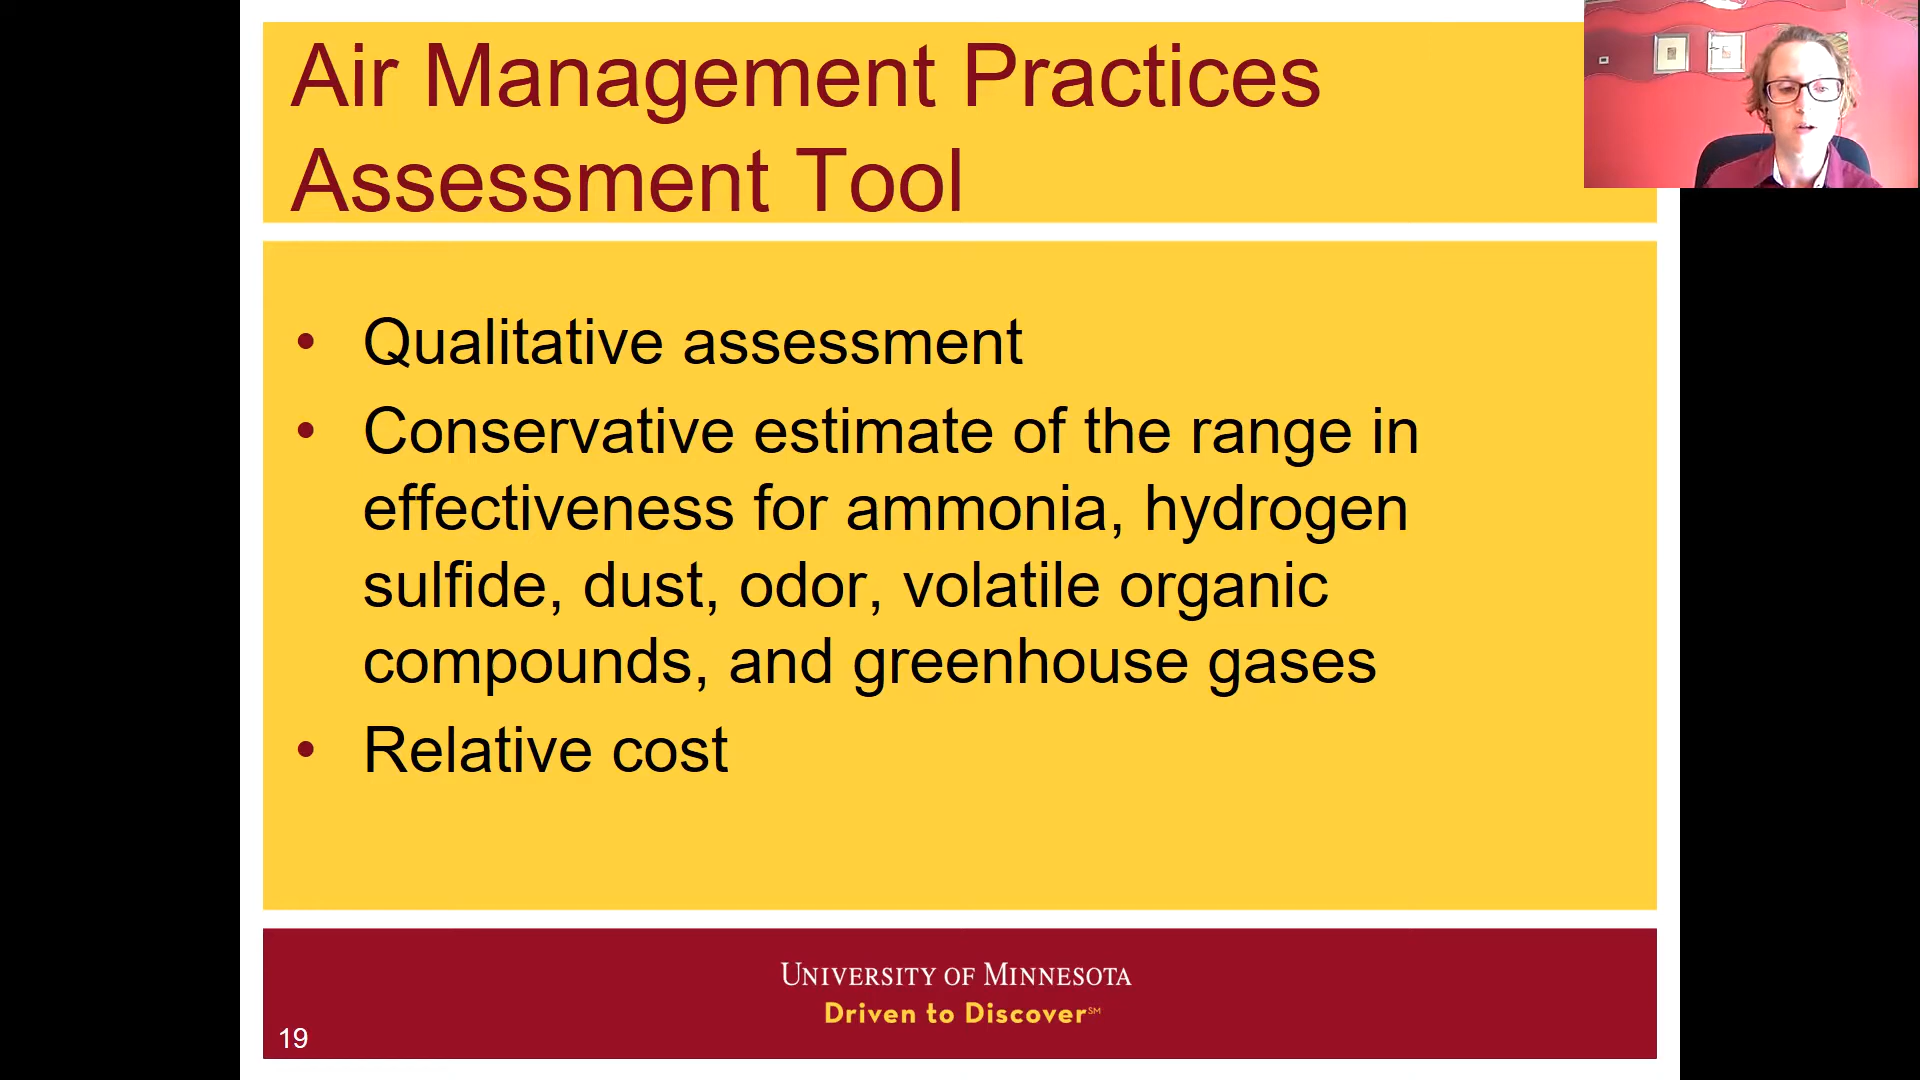 Air Management Practices
Assessment Tool
• Qualitative assessment
• Conservative estimate of the range in
effectiveness for ammonia, hydrogen
sulfide, dust, odor, volatile organic
compounds, and greenhouse gases
• Relative cost
UNIVERSITY OF MINNESOTA
Driven to Discover℠
19